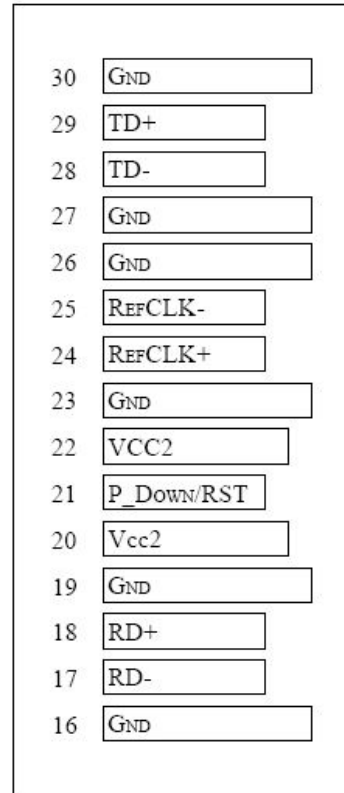 30 GND
29 TD+
28 TD-
27 GND
26 GND
25 REFCLK-
24 REFCLK+
23 GND
22 VCC2
21 P_DOWN/RST
20 Vcc2
19 GND
18 RD+
17 RD-
16 GND